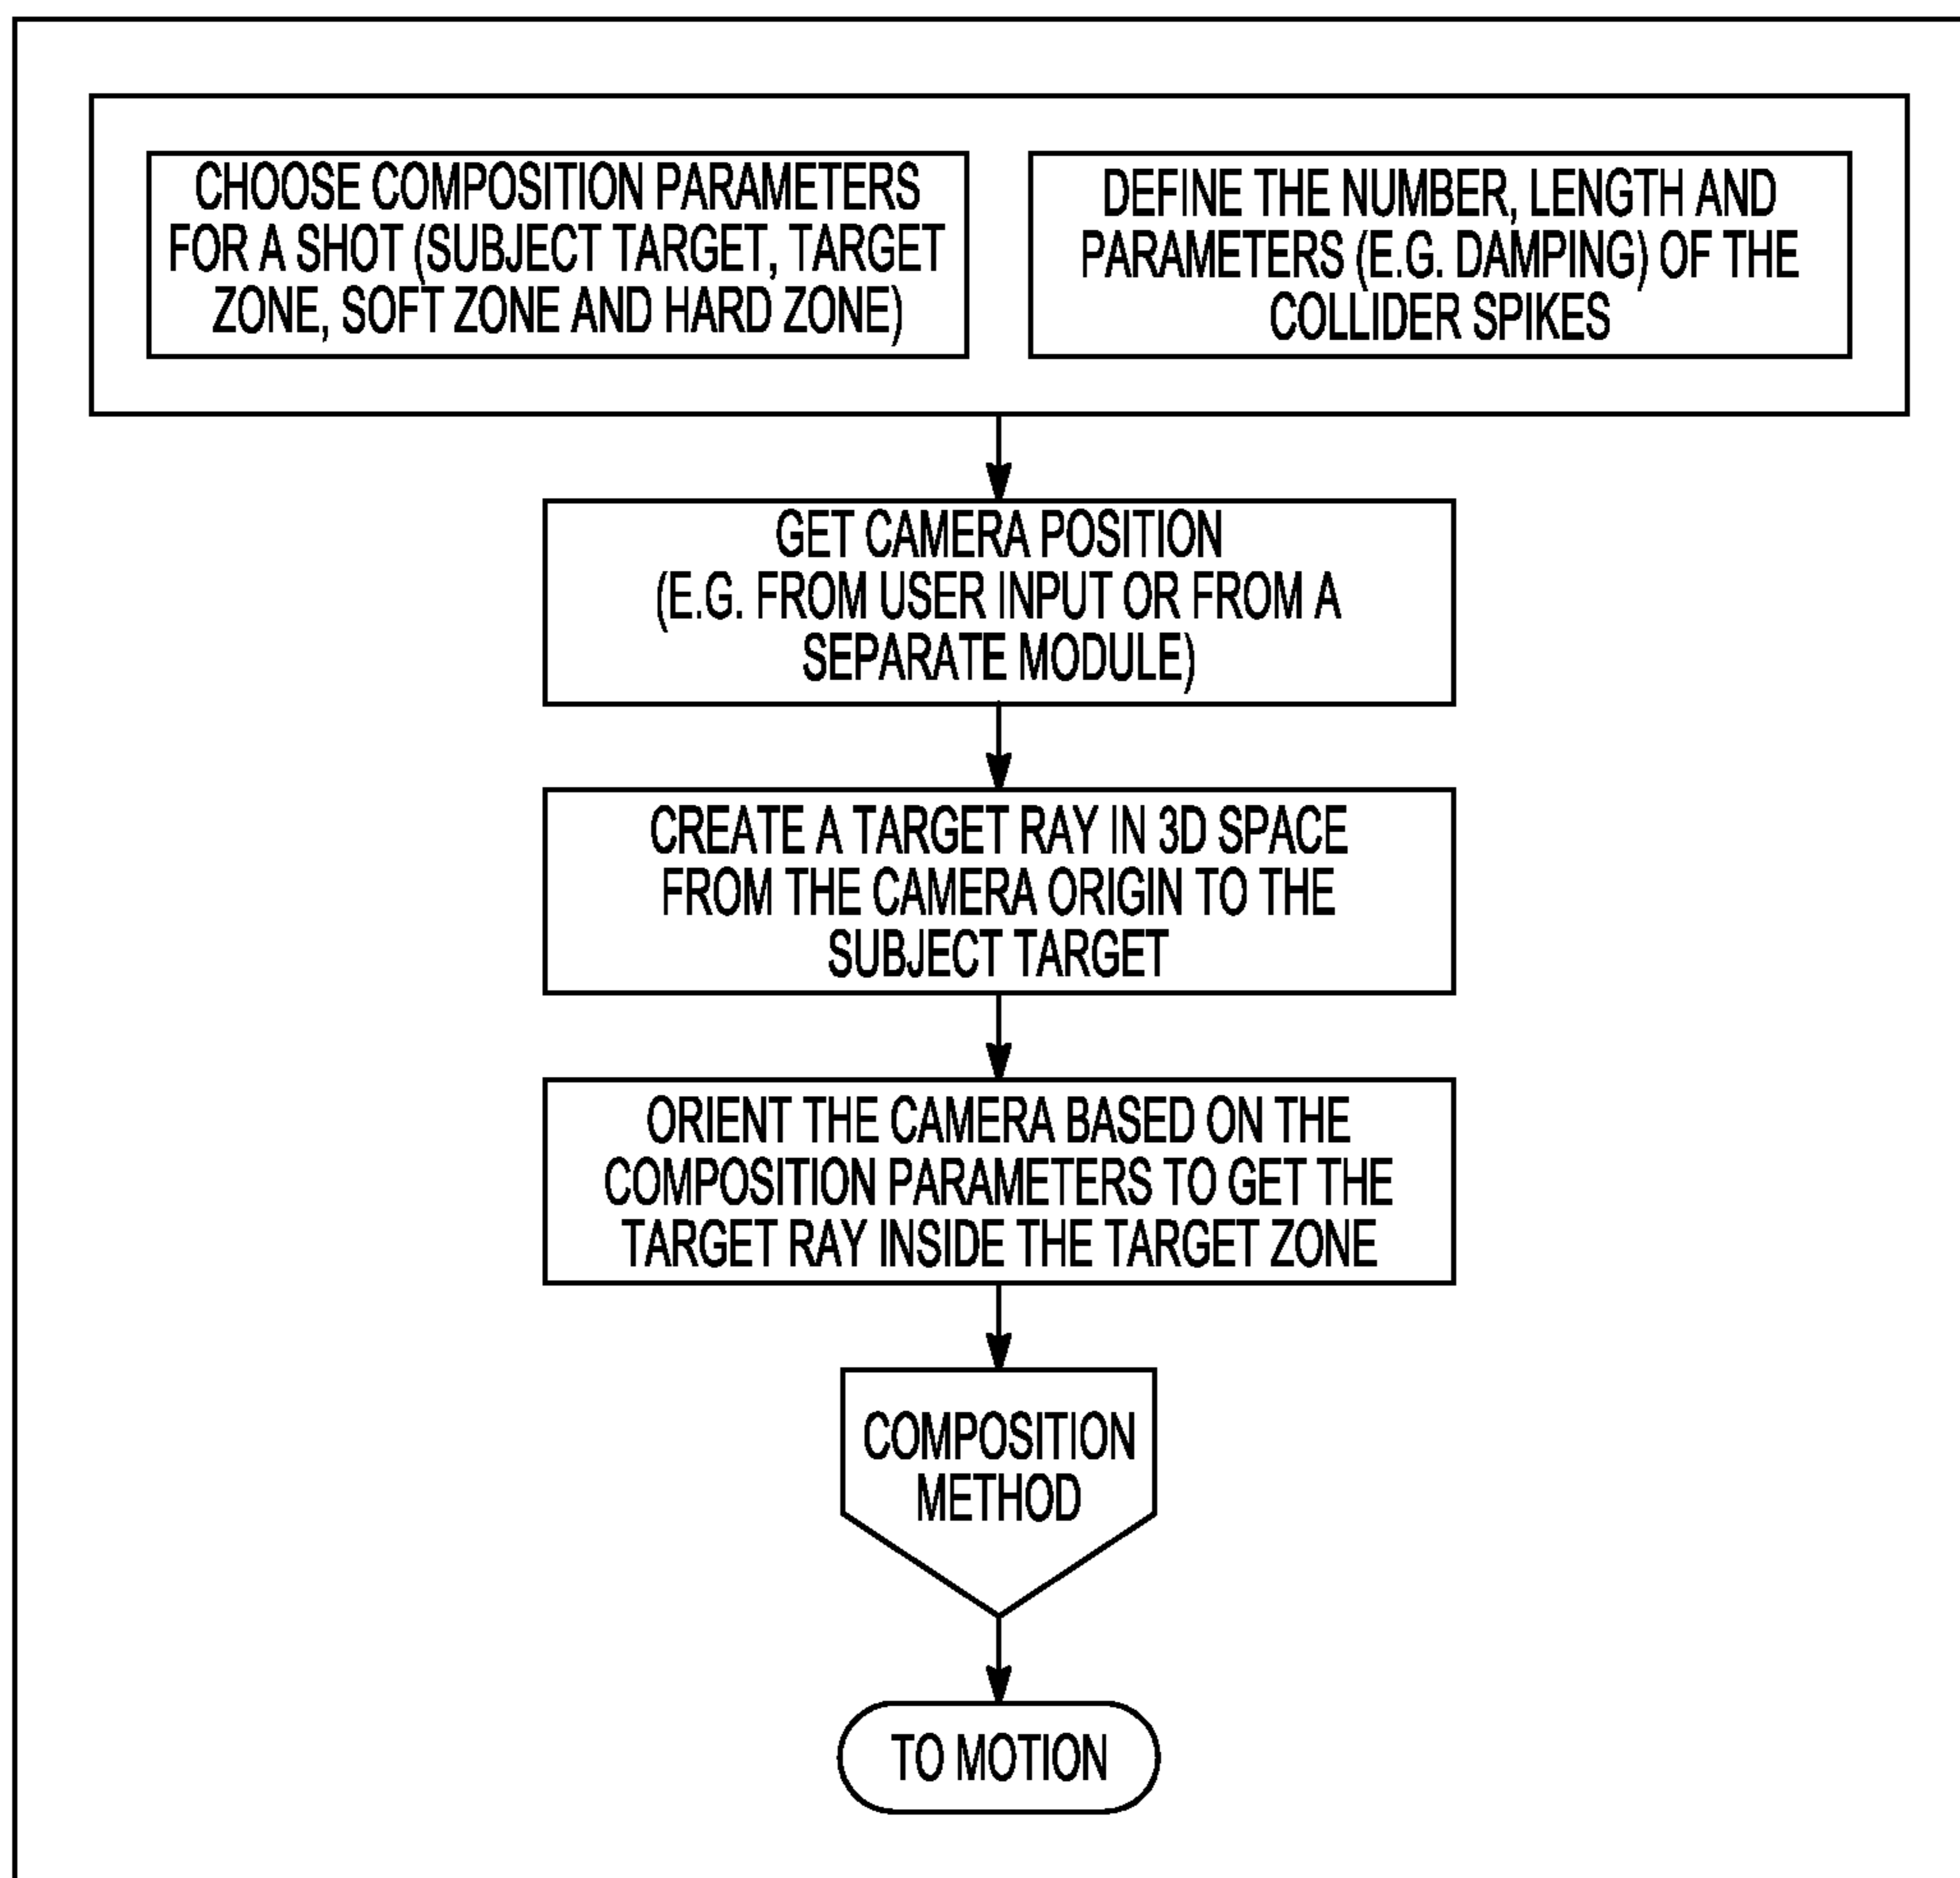 CHOOSE COMPOSITION PARAMETERS
FOR A SHOT (SUBJECT TARGET, TARGET
ZONE, SOFT ZONE AND HARD ZONE)
DEFINE THE NUMBER, LENGTH AND
PARAMETERS (E.G. DAMPING) OF THE
COLLIDER SPIKES
GET CAMERA POSITION
(E.G. FROM USER INPUT OR FROM A
SEPARATE MODULE)
CREATE A TARGET RAY IN 3D SPACE
FROM THE CAMERA ORIGIN TO THE
SUBJECT TARGET
ORIENT THE CAMERA BASED ON THE
COMPOSITION PARAMETERS TO GET THE
TARGET RAY INSIDE THE TARGET ZONE
COMPOSITION
METHOD
TO MOTION